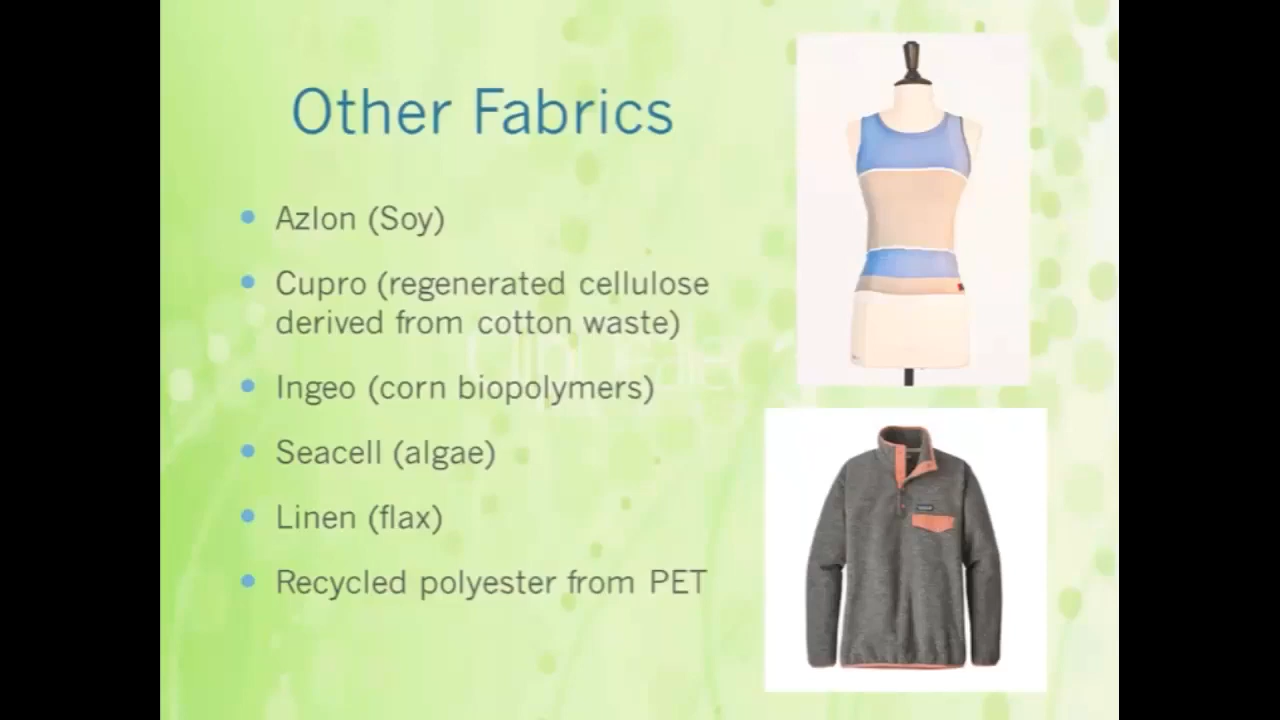 Other Fabrics
Azlon (Soy)
Cupro (regenerated cellulose
derived from cotton waste)
Ingeo (corn biopolymers)
Seacell (algae)
Linen (flax)
Recycled polyester from PET